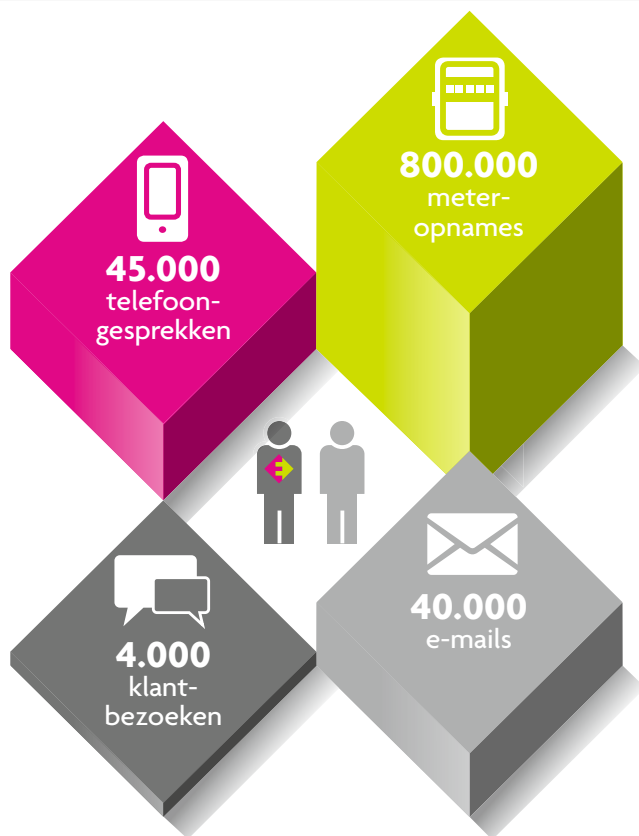 800.000
meter-
opnames
45.000
telefoon-
gesprekken
40.000
e-mails
4.000
klant-
bezoeken